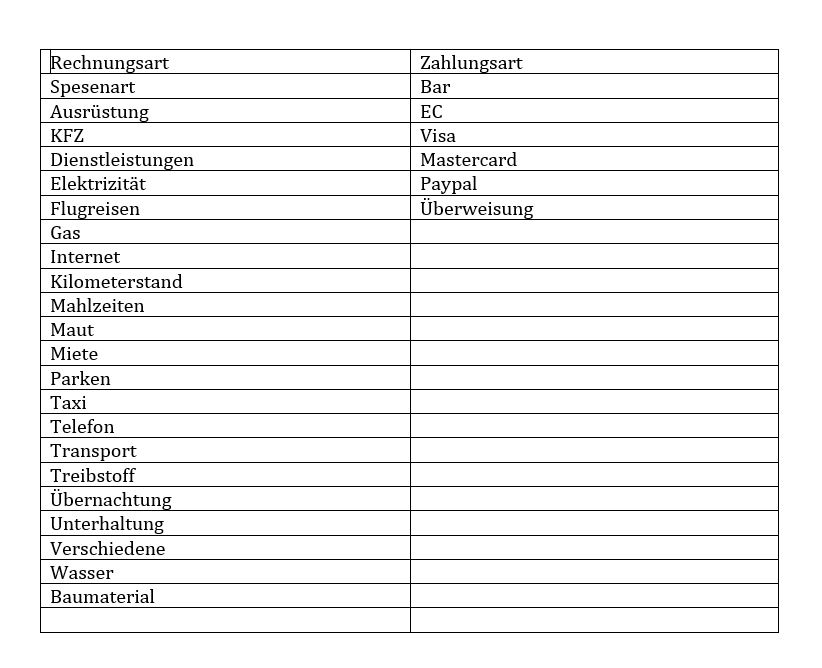 Rechnungsart Zahlungsart
Spesenart Bar
Ausrüstung EC
KFZ Visa
Dienstleistungen Mastercard
Elektrizität Paypal
Flugreisen Überweisung
Gas
Internet
Kilometerstand
Mahlzeiten
Maut
Miete
Parken
Taxi
Telefon
Transport
Treibstoff
Übernachtung
Unterhaltung
Verschiedene
Wasser
Baumaterial